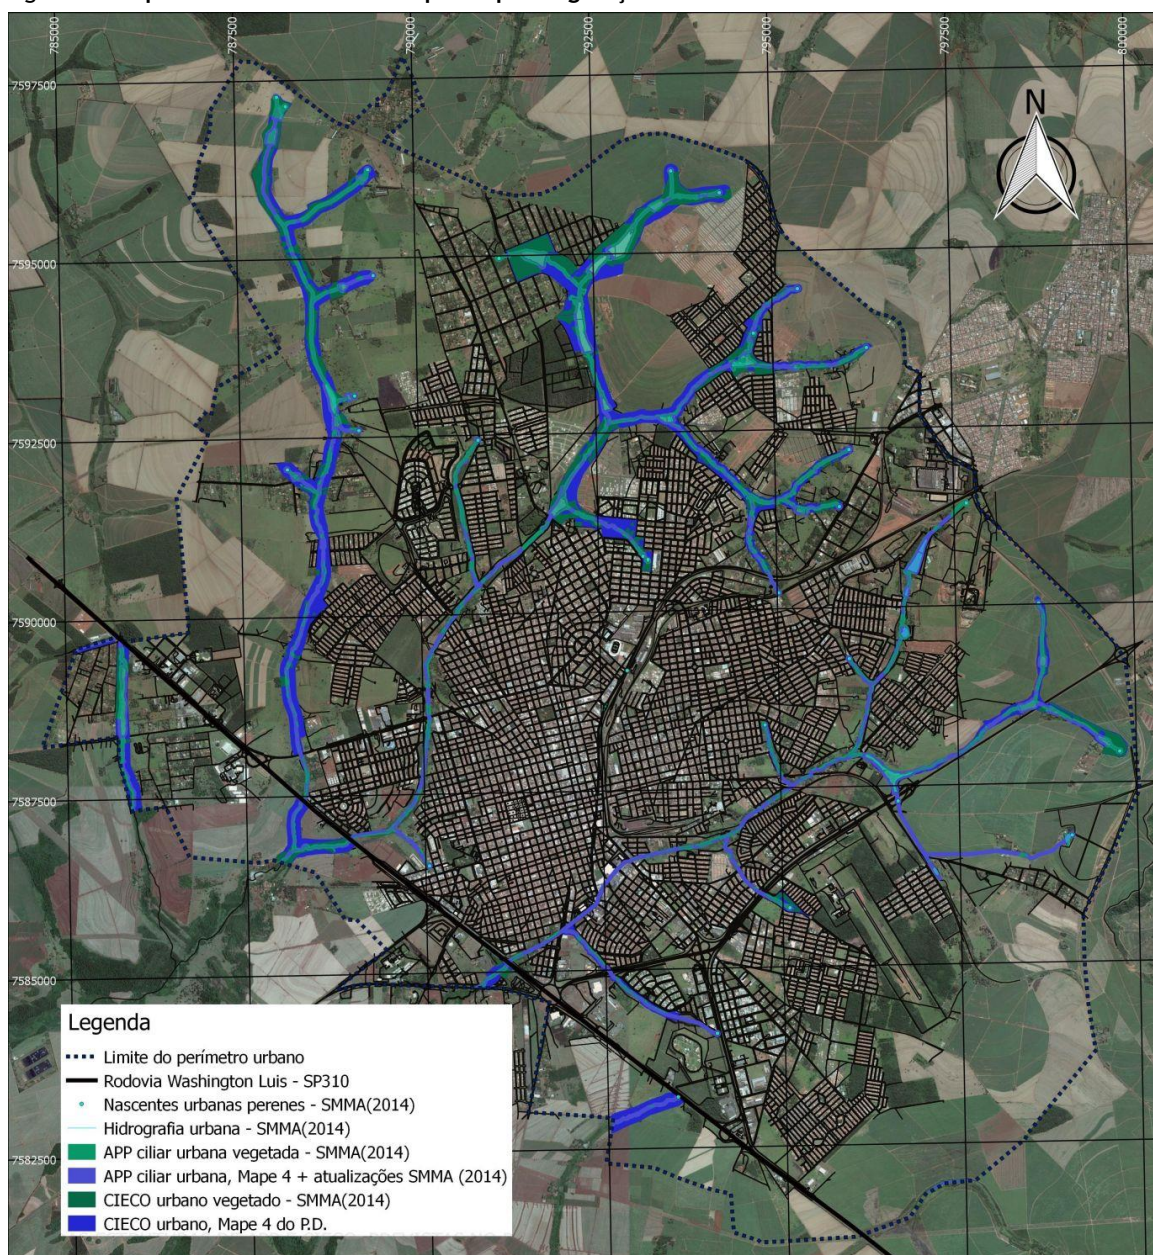 785000
787500
790000
792500
795000
797500
800000
7597500
N
7595000
7592500
7590000
7587500
7585000
7582500
Legenda
Limite do perímetro urbano
Rodovia Washington Luis - SP310
Nascentes urbanas perenes - SMMA(2014)
Hidrografia urbana - SMMA(2014)
APP ciliar urbana vegetada - SMMA(2014)
APP ciliar urbana, Mape 4 + atualizações SMMA (2014)
CIECO urbano vegetado - SMMA(2014)
CIECO urbano, Mape 4 do P.D.